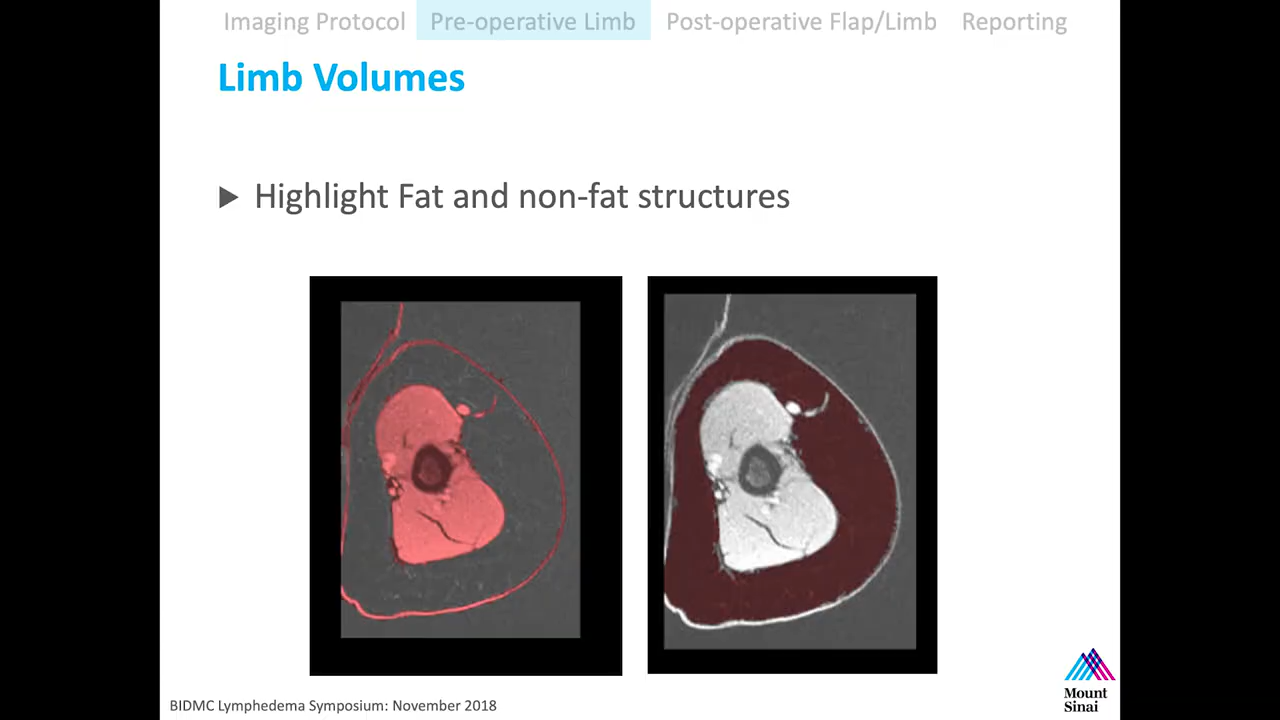 Imaging Protocol Pre-operative Limb Post-operative Flap/Limb Reporting
Limb Volumes
Highlight Fat and non-fat structures
BIDMC Lymphedema Symposium: November 2018
Mount
Sinai